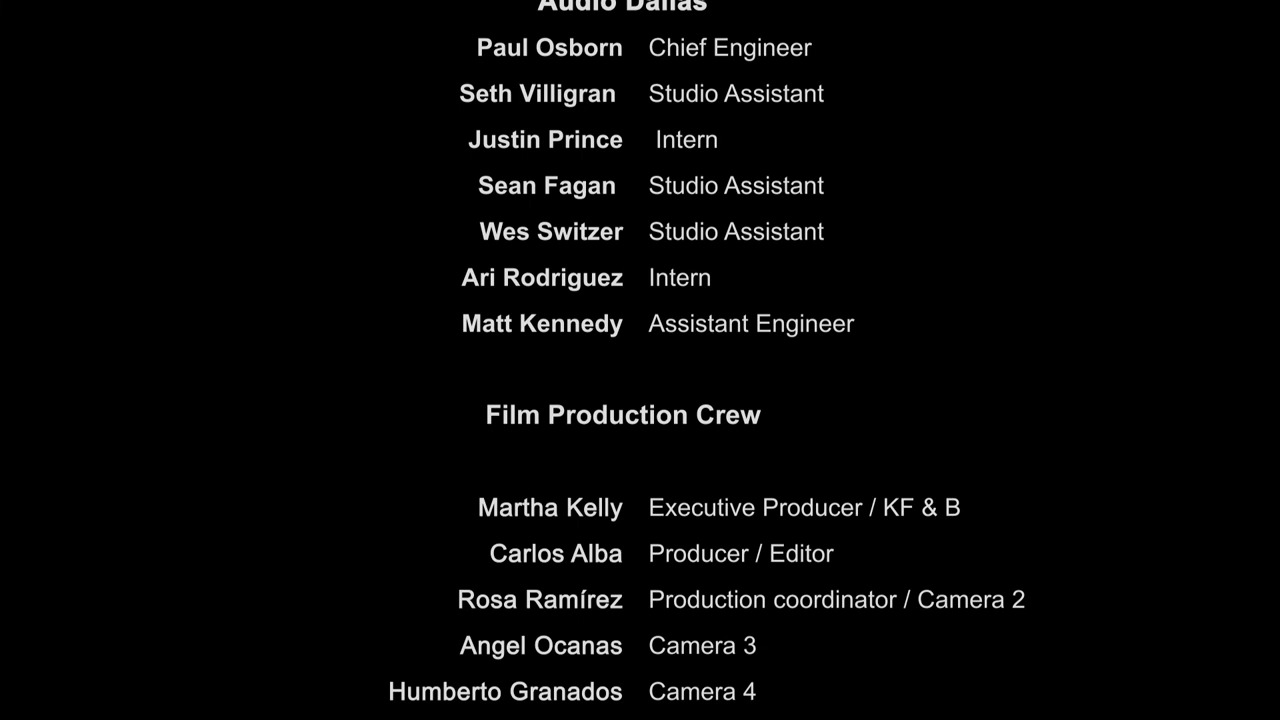 Audio Dallas
Paul Osborn Chief Engineer
Seth Villigran Studio Assistant
Justin Prince Intern
Sean Fagan Studio Assistant
Wes Switzer Studio Assistant
Ari Rodriguez Intern
Matt Kennedy Assistant Engineer
Film Production Crew
Martha Kelly Executive Producer / KF & B
Carlos Alba Producer / Editor
Rosa Ramírez Production coordinator / Camera 2
Angel Ocanas Camera 3
Humberto Granados Camera 4